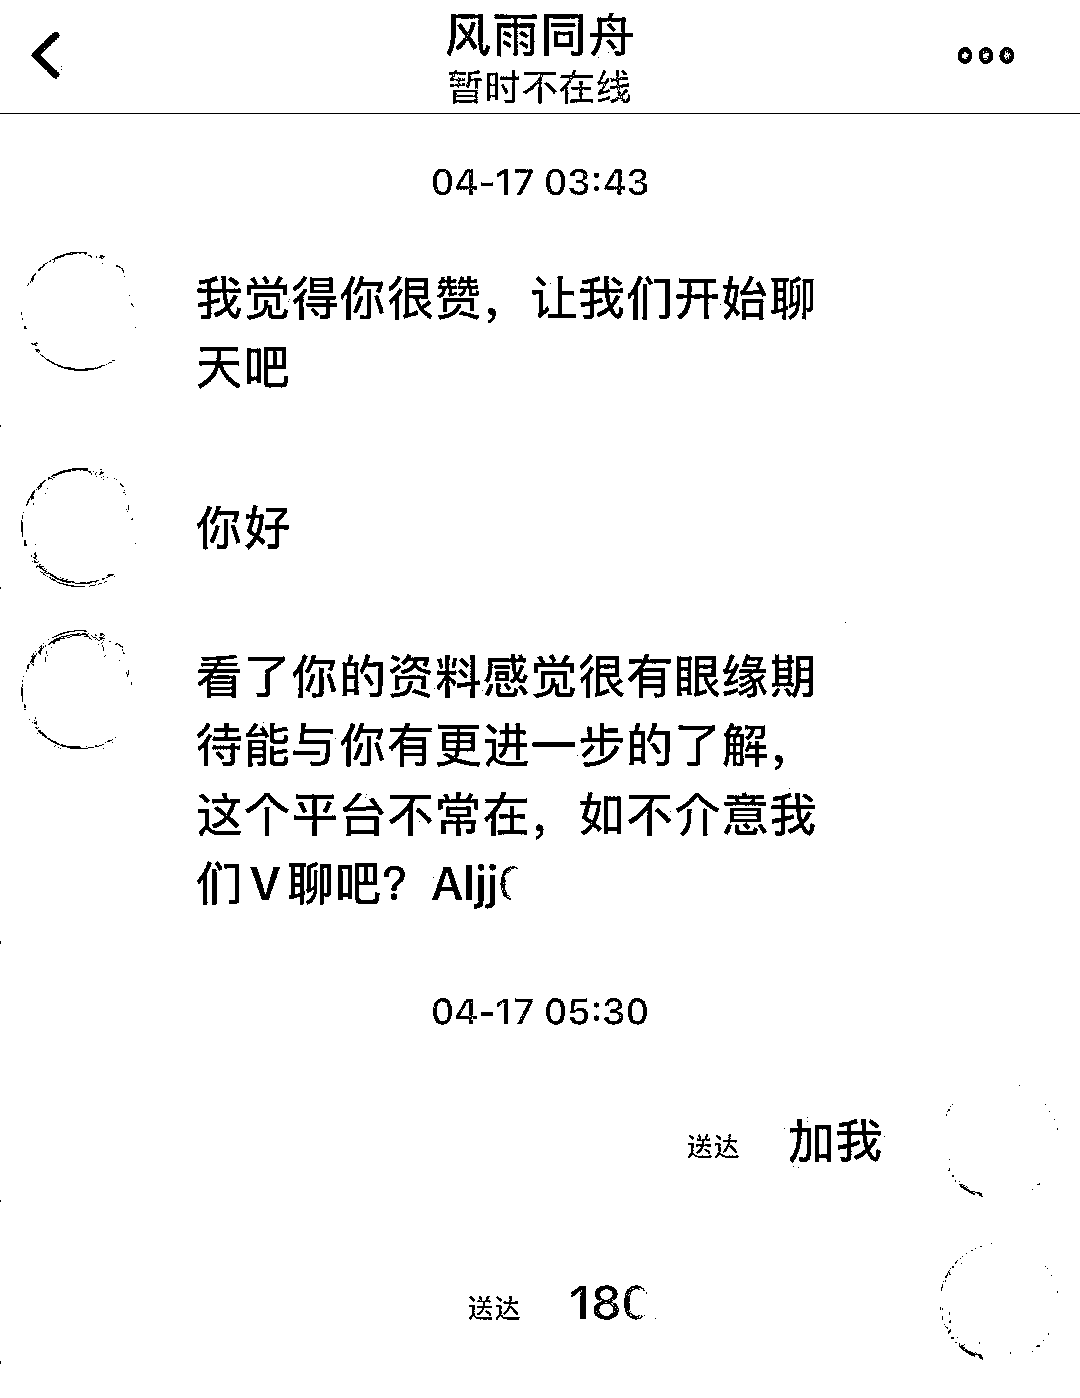 风雨同舟
暂时不在线
04-17 03:43
我觉得你很赞，让我们开始聊
天吧
你好
看了你的资料感觉很有眼缘期
待能与你有更进一步的了解，
这个平台不常在，如不介意我
们V聊吧？Aljj
04-17 05:30
送达 加我
送达 18